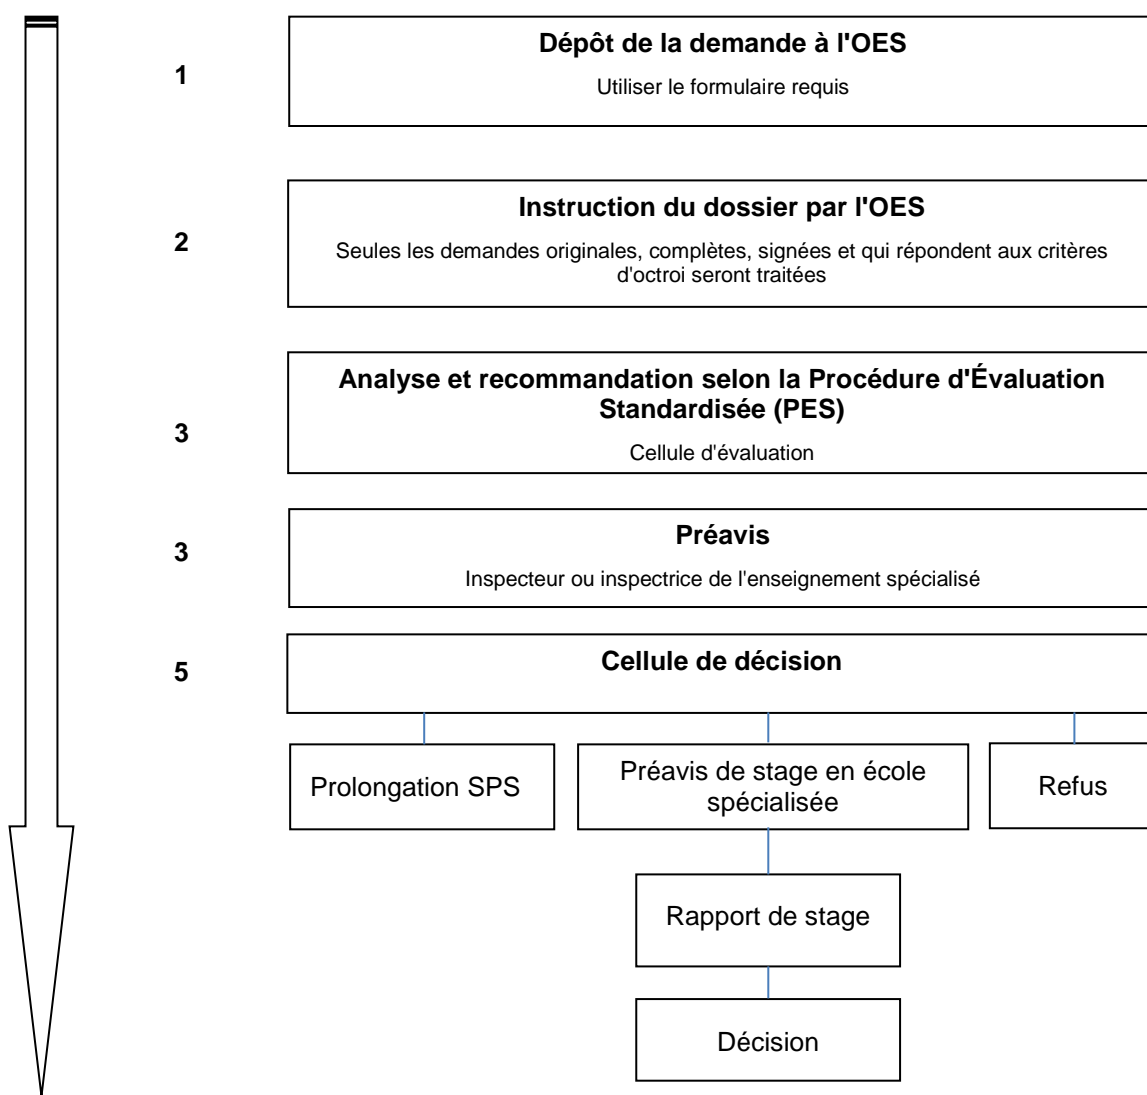 Dépôt de la demande à l'OES
1
Utiliser le formulaire requis
Instruction du dossier par l'OES
2
Seules les demandes originales, complètes, signées et qui répondent aux critères
d'octroi seront traitées
Analyse et recommandation selon la Procédure d'Évaluation
Standardisée (PES)
3
Cellule d'évaluation
Préavis
3
Inspecteur ou inspectrice de l'enseignement spécialisé
Cellule de décision
5
Prolongation SPS
Préavis de stage en école
spécialisée
Refus
Rapport de stage
Décision